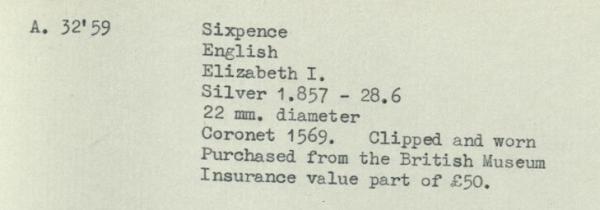 A. 32'59 Sixpence
English
Elizabeth I.
Silver 1.857 - 28.6
22 mm. diameter
Coronet 1569. Clipped and worn
Purchased from the British Museum
Insurance value part of £50.